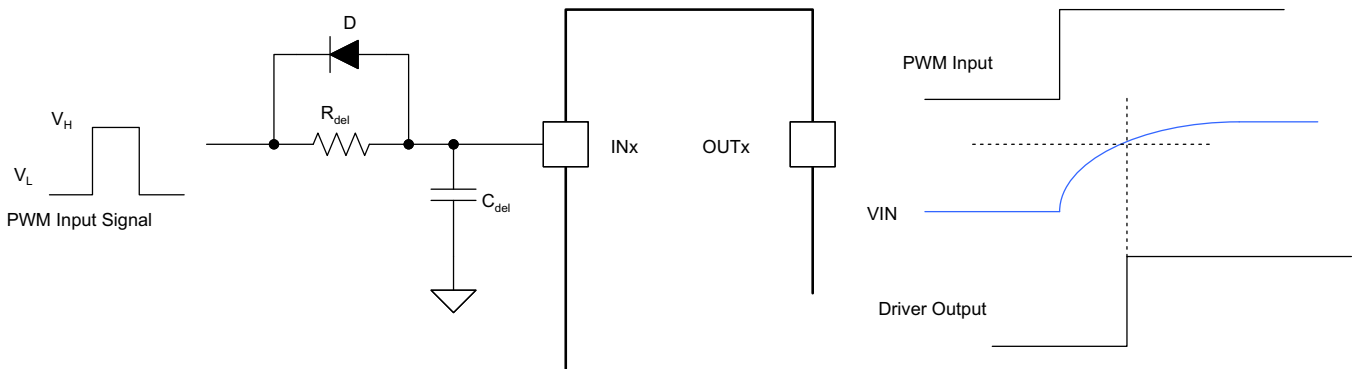 D
R_del
V_H
V_L
PWM Input Signal
C_del
INx
OUTx
PWM Input
VIN
Driver Output